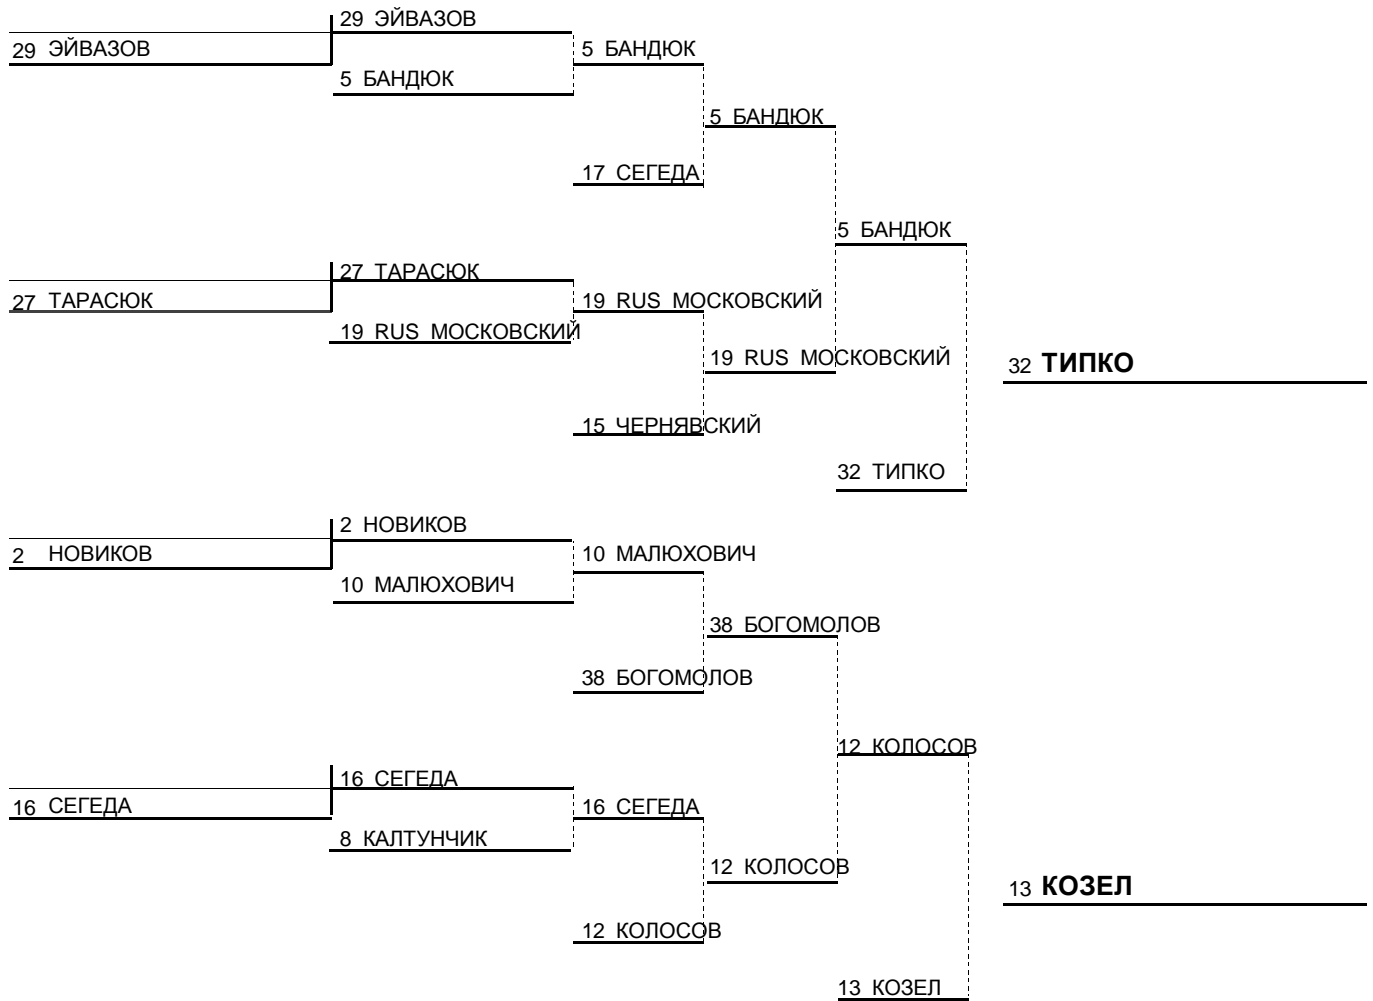 29 ЭЙВАЗОВ
29 ЭЙВАЗОВ
5 БАНДЮК
5 БАНДЮК
5 БАНДЮК
17 СЕГЕДА
5 БАНДЮК
27 ТАРАСЮК
27 ТАРАСЮК
19 RUS МОСКОВСКИЙ
19 RUS МОСКОВСКИЙ
19 RUS МОСКОВСКИЙ
32 ТИПКО
15 ЧЕРНЯВСКИЙ
32 ТИПКО
2 НОВИКОВ
2 НОВИКОВ
10 МАЛЮХОВИЧ
10 МАЛЮХОВИЧ
38 БОГОМОЛОВ
38 БОГОМОЛОВ
12 КОЛОСОВ
16 СЕГЕДА
16 СЕГЕДА
16 СЕГЕДА
8 КАЛТУНЧИК
12 КОЛОСОВ
13 КОЗЕЛ
12 КОЛОСОВ
13 КОЗЕЛ